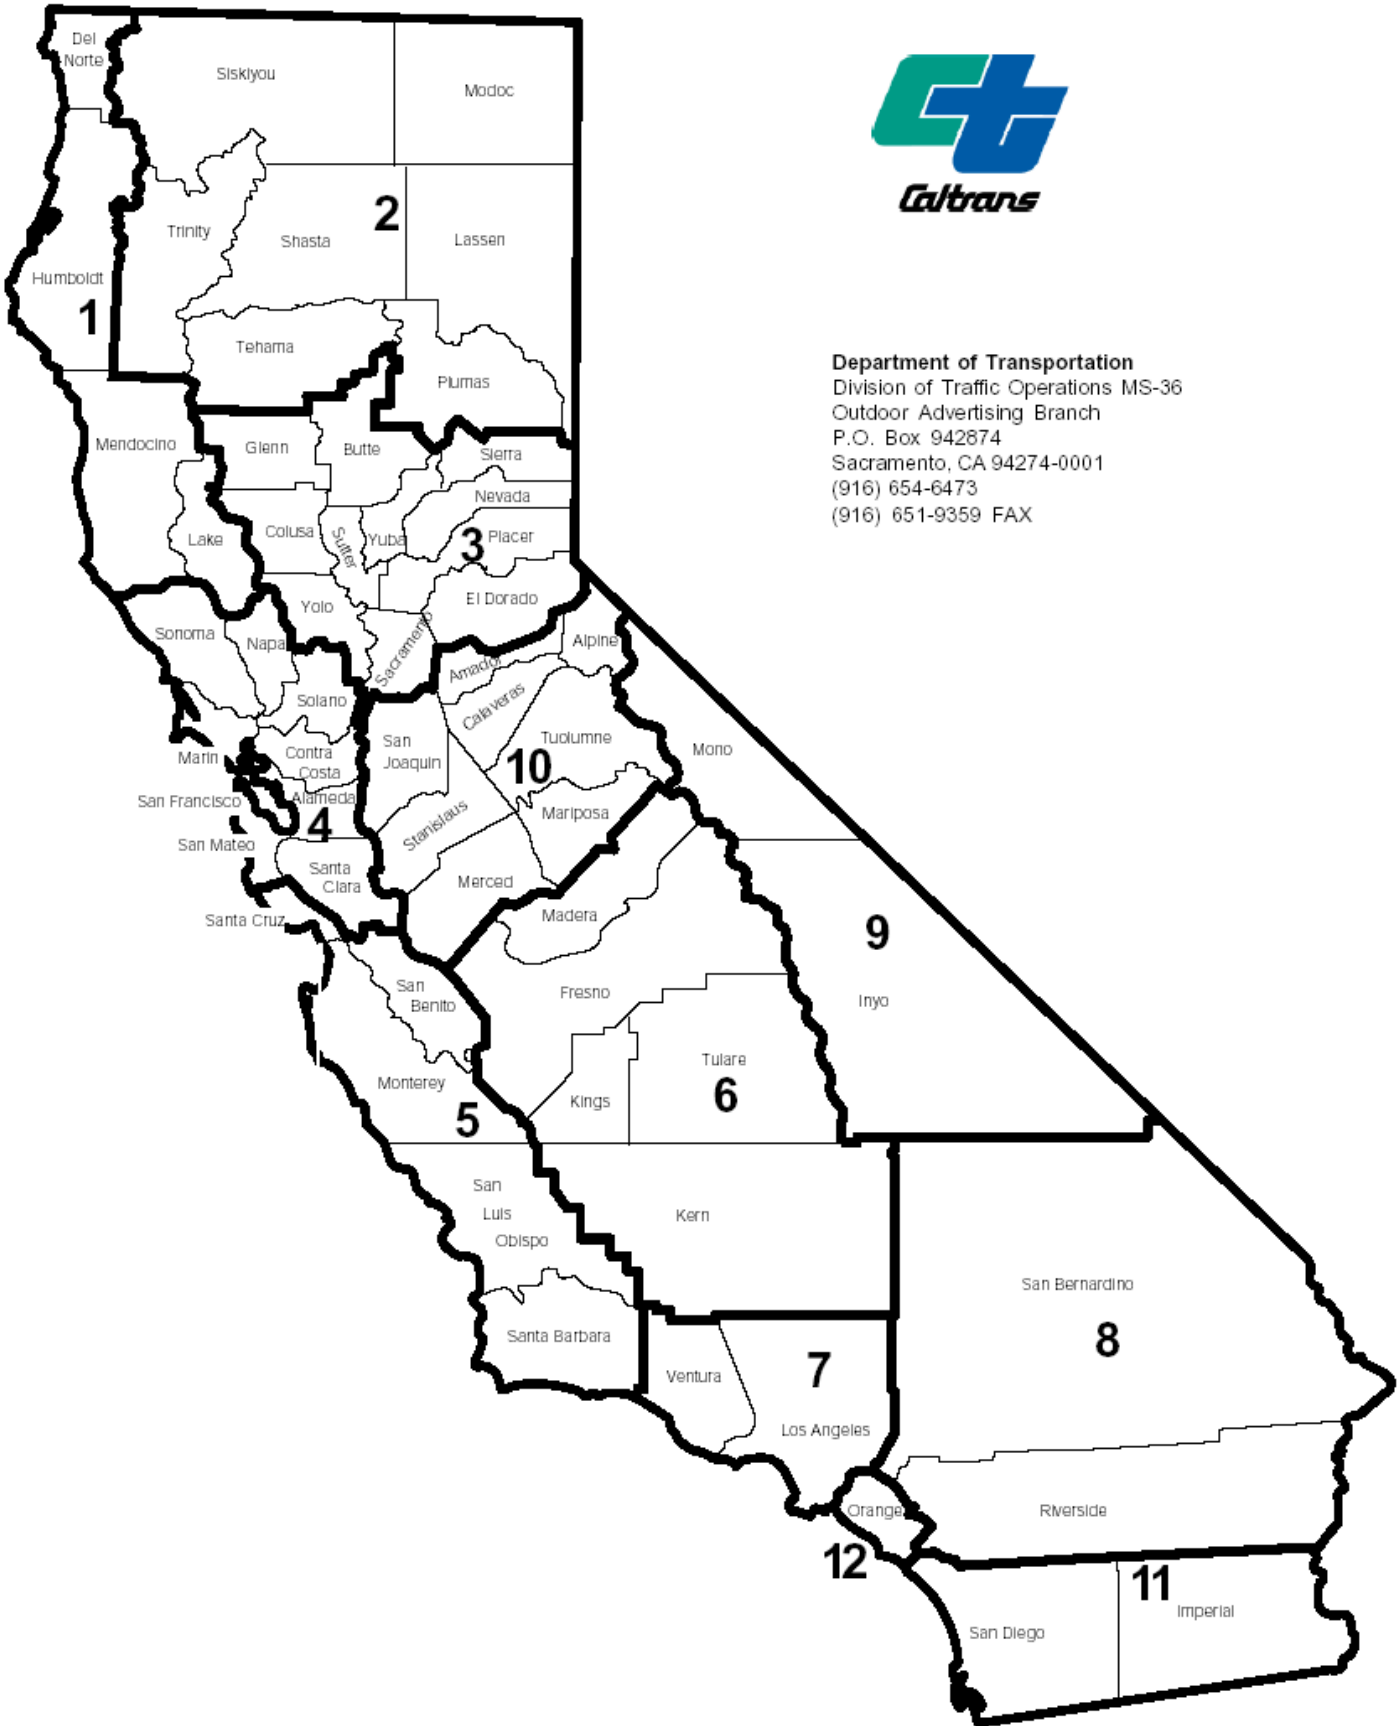 Del
Norte
Siskiyou
Modoc
Caltrans
2
Trinity
Shasta
Lassen
Humboldt
1
Tehama
Plumas
Department of Transportation
Division of Traffic Operations MS-36
Outdoor Advertising Branch
P.O. Box 942874
Sacramento, CA 94274-0001
(916) 654-6473
(916) 651-9359 FAX
Mendocino
Glenn
Butte
Sierra
Nevada
Lake
Colusa
Sutter
Yuba
3
Placer
Yolo
El Dorado
Sonoma
Napa
Sacramento
Amador
Alpine
Solano
Calaveras
Marin
Contra
Costa
San
Joaquin
Tuolumne
Mono
10
San Francisco
Alameda
4
Stanislaus
Mariposa
San Mateo
Santa
Clara
Merced
Madera
Santa Cruz
9
San
Benito
Fresno
Inyo
Monterey
5
Kings
Tulare
6
San
Luis
Obispo
Kern
San Bernardino
8
Santa Barbara
Ventura
7
Los Angeles
Orange
Riverside
12
11
Imperial
San Diego